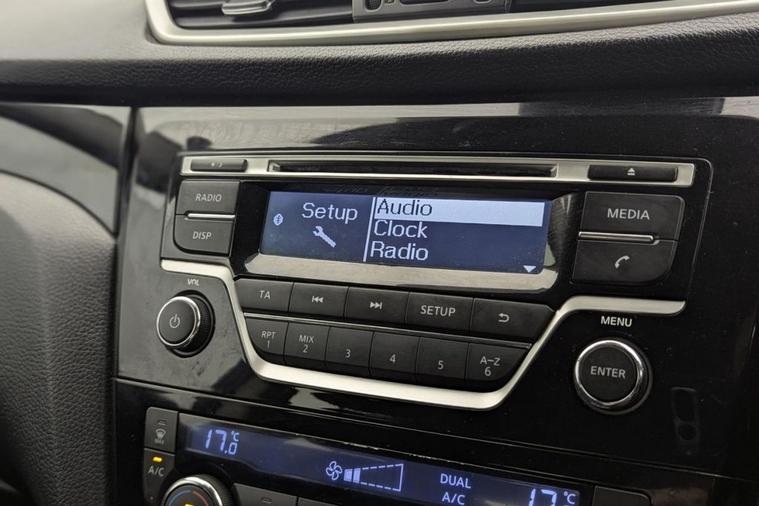 RADIO
DISP
Setup
Audio
Clock
Radio
MEDIA
VOL
TA
SETUP
MENU
RPT
1
MIX
2
3
4
5
A-Z
6
ENTER
MAX
A/C
17.0°C
DUAL
A/C
17°C